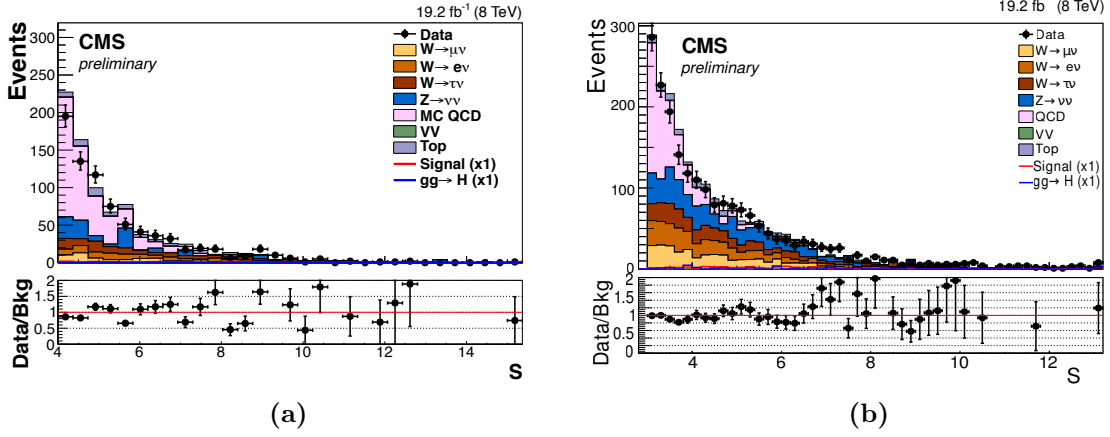 19.2 fb⁻¹ (8 TeV)
CMS
preliminary
Events
300
250
200
150
100
50
0
Data
W→μν
W→ eν
W→τν
Z→νν
MC QCD
VV
Top
Signal (x1)
gg→ H (x1)
Data/Bkg
2
1.5
1
0.5
0
4 6 8 10 12 14
S
(a)
19.2 fb (8 TeV)
CMS
preliminary
Events
300
200
100
0
Data
W→μν
W→ eν
W→τν
Z→νν
QCD
VV
Top
Signal (x1)
gg→ H (x1)
Data/Bkg
2
1.5
1
0.5
0
4 6 8 10 12
S
(b)